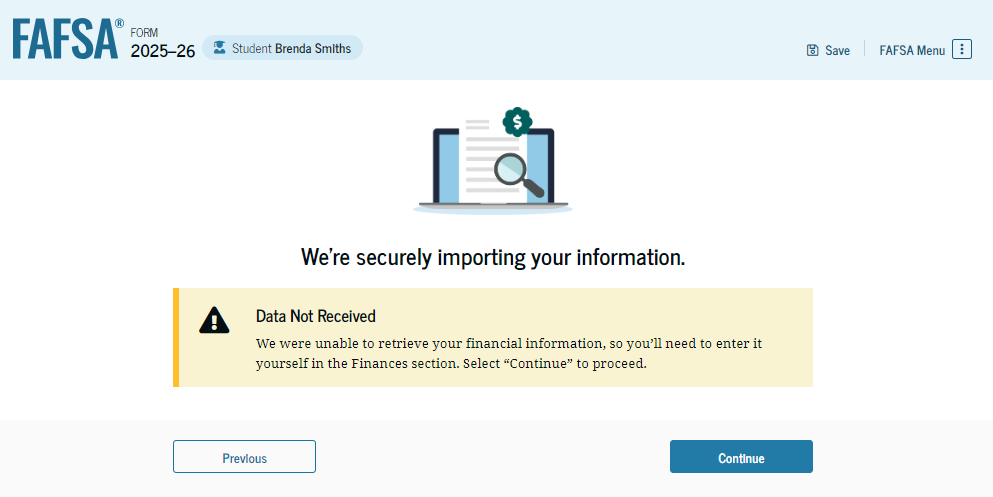 FAFSA® FORM
2025–26
Student Brenda Smiths
Save
FAFSA Menu
$
We're securely importing your information.
Data Not Received
We were unable to retrieve your financial information, so you'll need to enter it
yourself in the Finances section. Select “Continue” to proceed.
Previous
Continue